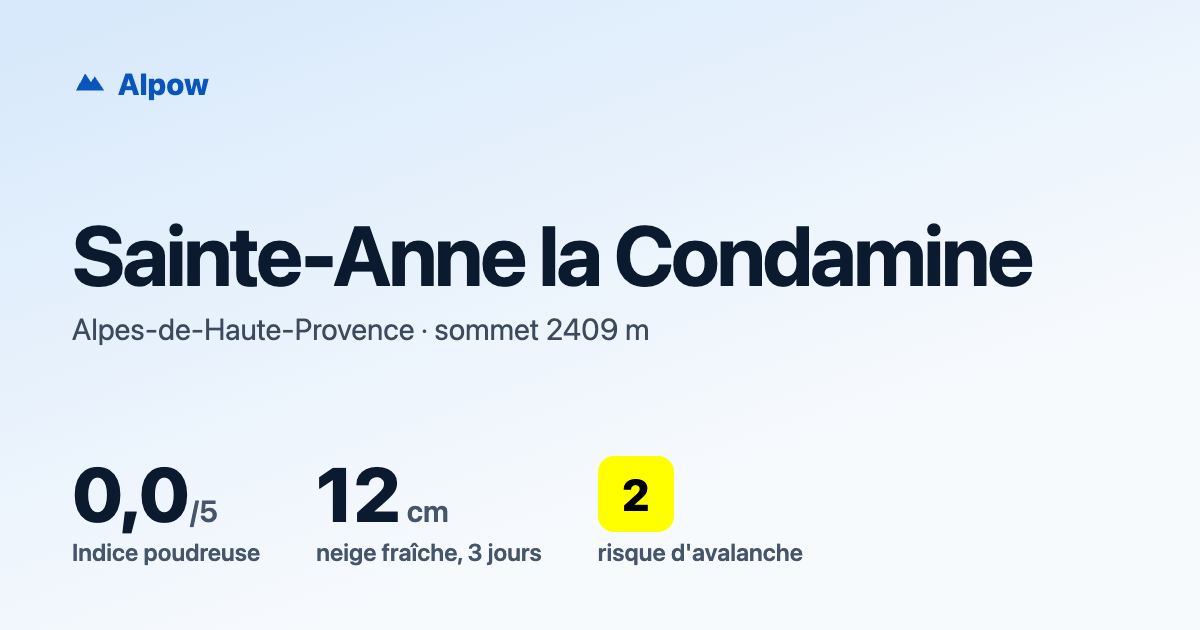 Alpow
Sainte-Anne la Condamine
Alpes-de-Haute-Provence · sommet 2409 m
0,0/5
Indice poudreuse
12 cm
neige fraîche, 3 jours
2
risque d'avalanche